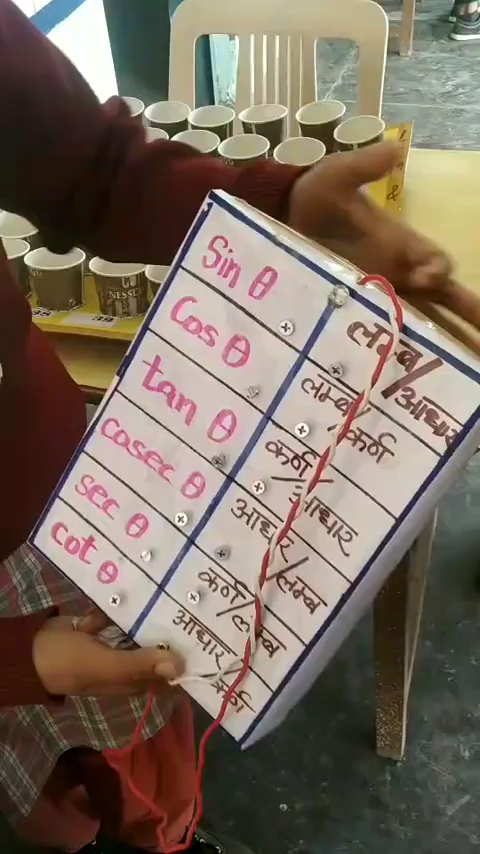 Sin θ
लम्ब/आधार
Cos θ
लम्ब/कर्ण
tan θ
कर्ण/आधार
Cosec θ
आधार/लम्ब
Sec θ
कर्ण/लम्ब
Cot θ
आधार/कर्ण